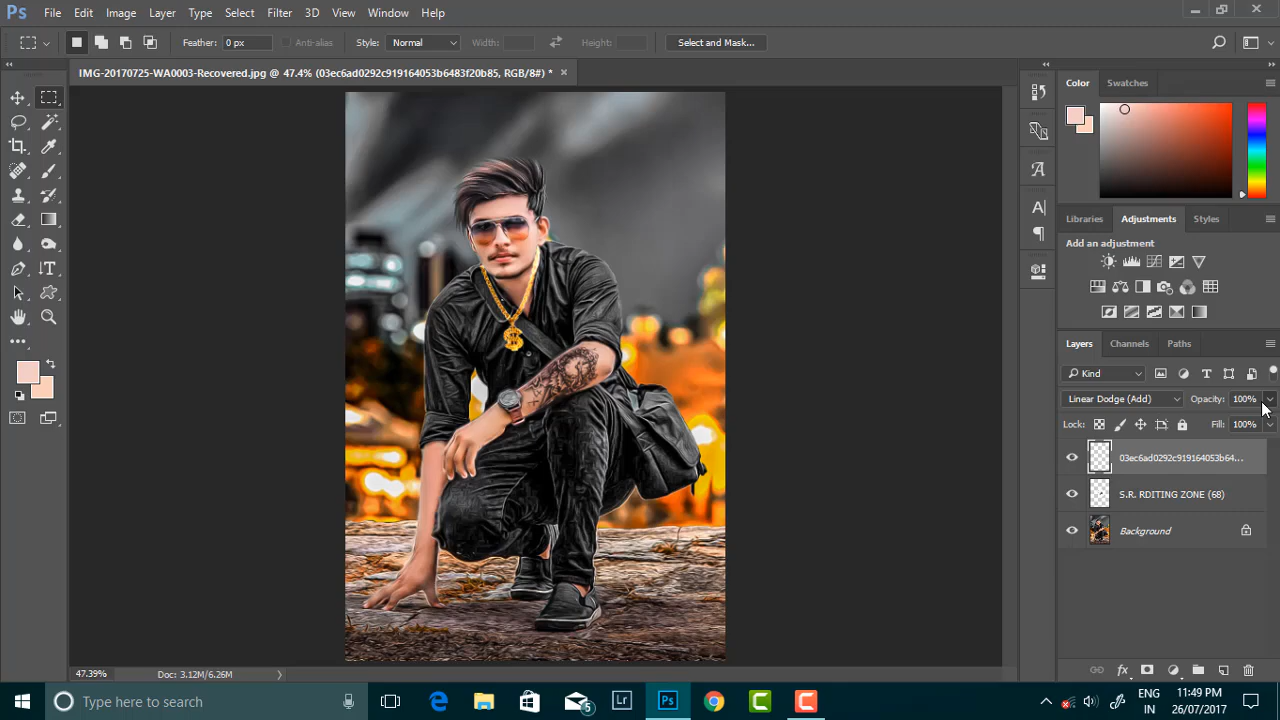 Ps File Edit Image Layer Type Select Filter 3D View Window Help
Feather: 0 px Anti-alias Style: Normal Width: Height: Select and Mask...
IMG-20170725-WA0003-Recovered.jpg @ 47.4% (03ec6ad0292c919164053b6483f20b85, RGB/8#) *
Color Swatches
Libraries Adjustments Styles
Add an adjustment
Layers Channels Paths
Kind
Linear Dodge (Add) Opacity: 100%
Lock: Fill: 100%
03ec6ad0292c919164053b64...
S.R. RDITING ZONE (68)
Background
47.39% Doc: 3.12M/6.26M
Type here to search
5
Lr
Ps
ENG
IN
11:49 PM
26/07/2017